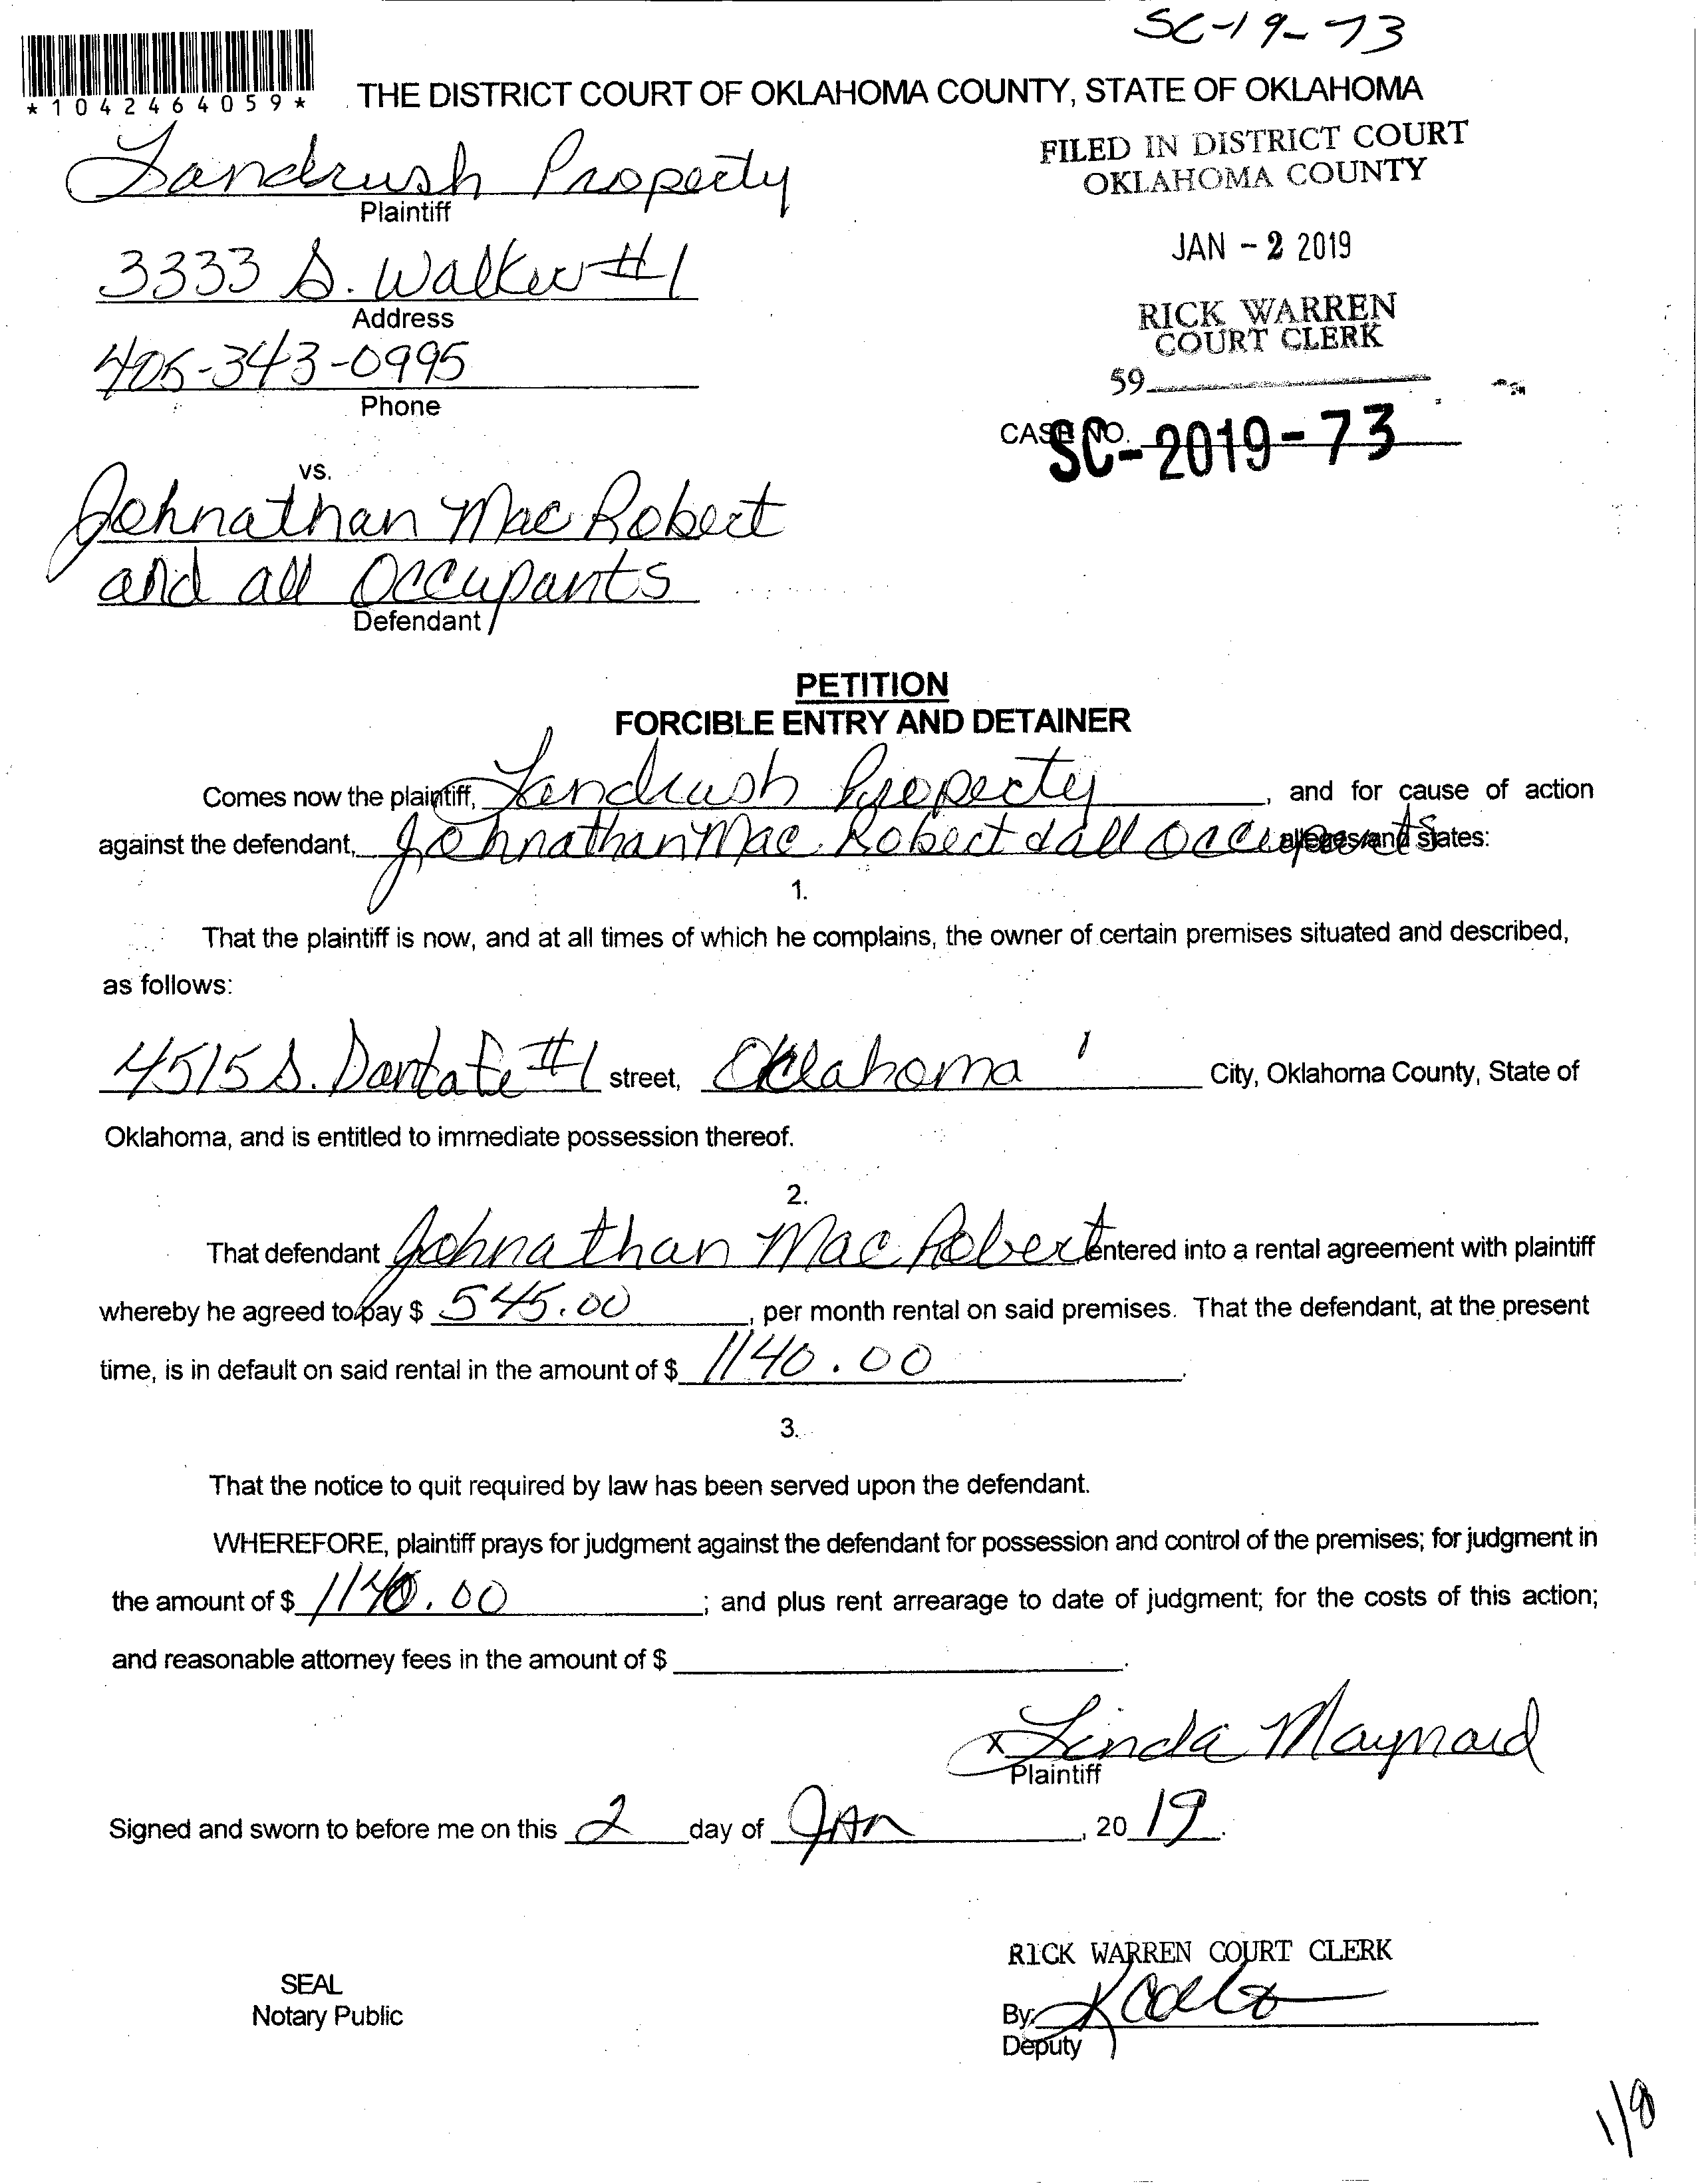 SC-19-73
*1042464059*
THE DISTRICT COURT OF OKLAHOMA COUNTY, STATE OF OKLAHOMA
FILED IN DISTRICT COURT
OKLAHOMA COUNTY
Landrush Property
Plaintiff
JAN - 2 2019
3333 S. Walker #1
Address
RICK WARREN
COURT CLERK
405-343-0995
Phone
59
CASE NO. SC-2019-73
vs.
Johnathan Mac Robert
and all Occupants
Defendant
PETITION
FORCIBLE ENTRY AND DETAINER
Comes now the plaintiff, Landrush Property, and for cause of action
against the defendant, Johnathan Mac Robert & all Occupants alleges and states:
1.
That the plaintiff is now, and at all times of which he complains, the owner of certain premises situated and described,
as follows:
4515 S. #1 street, Oklahoma City, Oklahoma County, State of
Oklahoma, and is entitled to immediate possession thereof.
2.
That defendant Johnathan Mac Robert entered into a rental agreement with plaintiff
whereby he agreed to pay $ 545.00, per month rental on said premises. That the defendant, at the present
time, is in default on said rental in the amount of $ 1140.00.
3.
That the notice to quit required by law has been served upon the defendant.
WHEREFORE, plaintiff prays for judgment against the defendant for possession and control of the premises; for judgment in
the amount of $ 1140.00; and plus rent arrearage to date of judgment; for the costs of this action;
and reasonable attorney fees in the amount of $ .
x Linda Maynard
Plaintiff
Signed and sworn to before me on this 2 day of Jan, 2019.
RICK WARREN COURT CLERK
SEAL
Notary Public
By:
Deputy
1/8